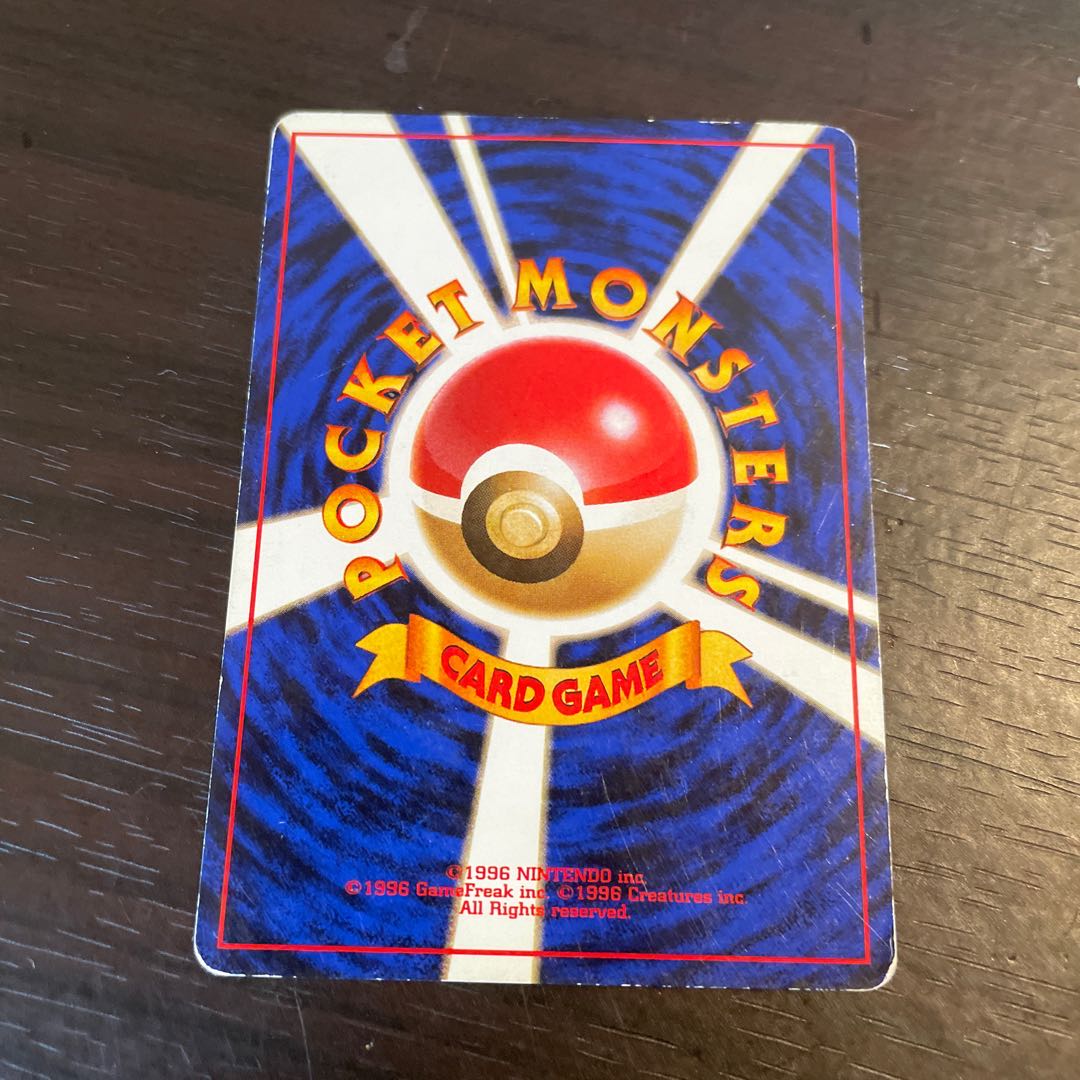 POCKET MONSTERS
CARD GAME
©1996 NINTENDO inc.
©1996 GameFreak inc. ©1996 Creatures inc.
All Rights reserved.